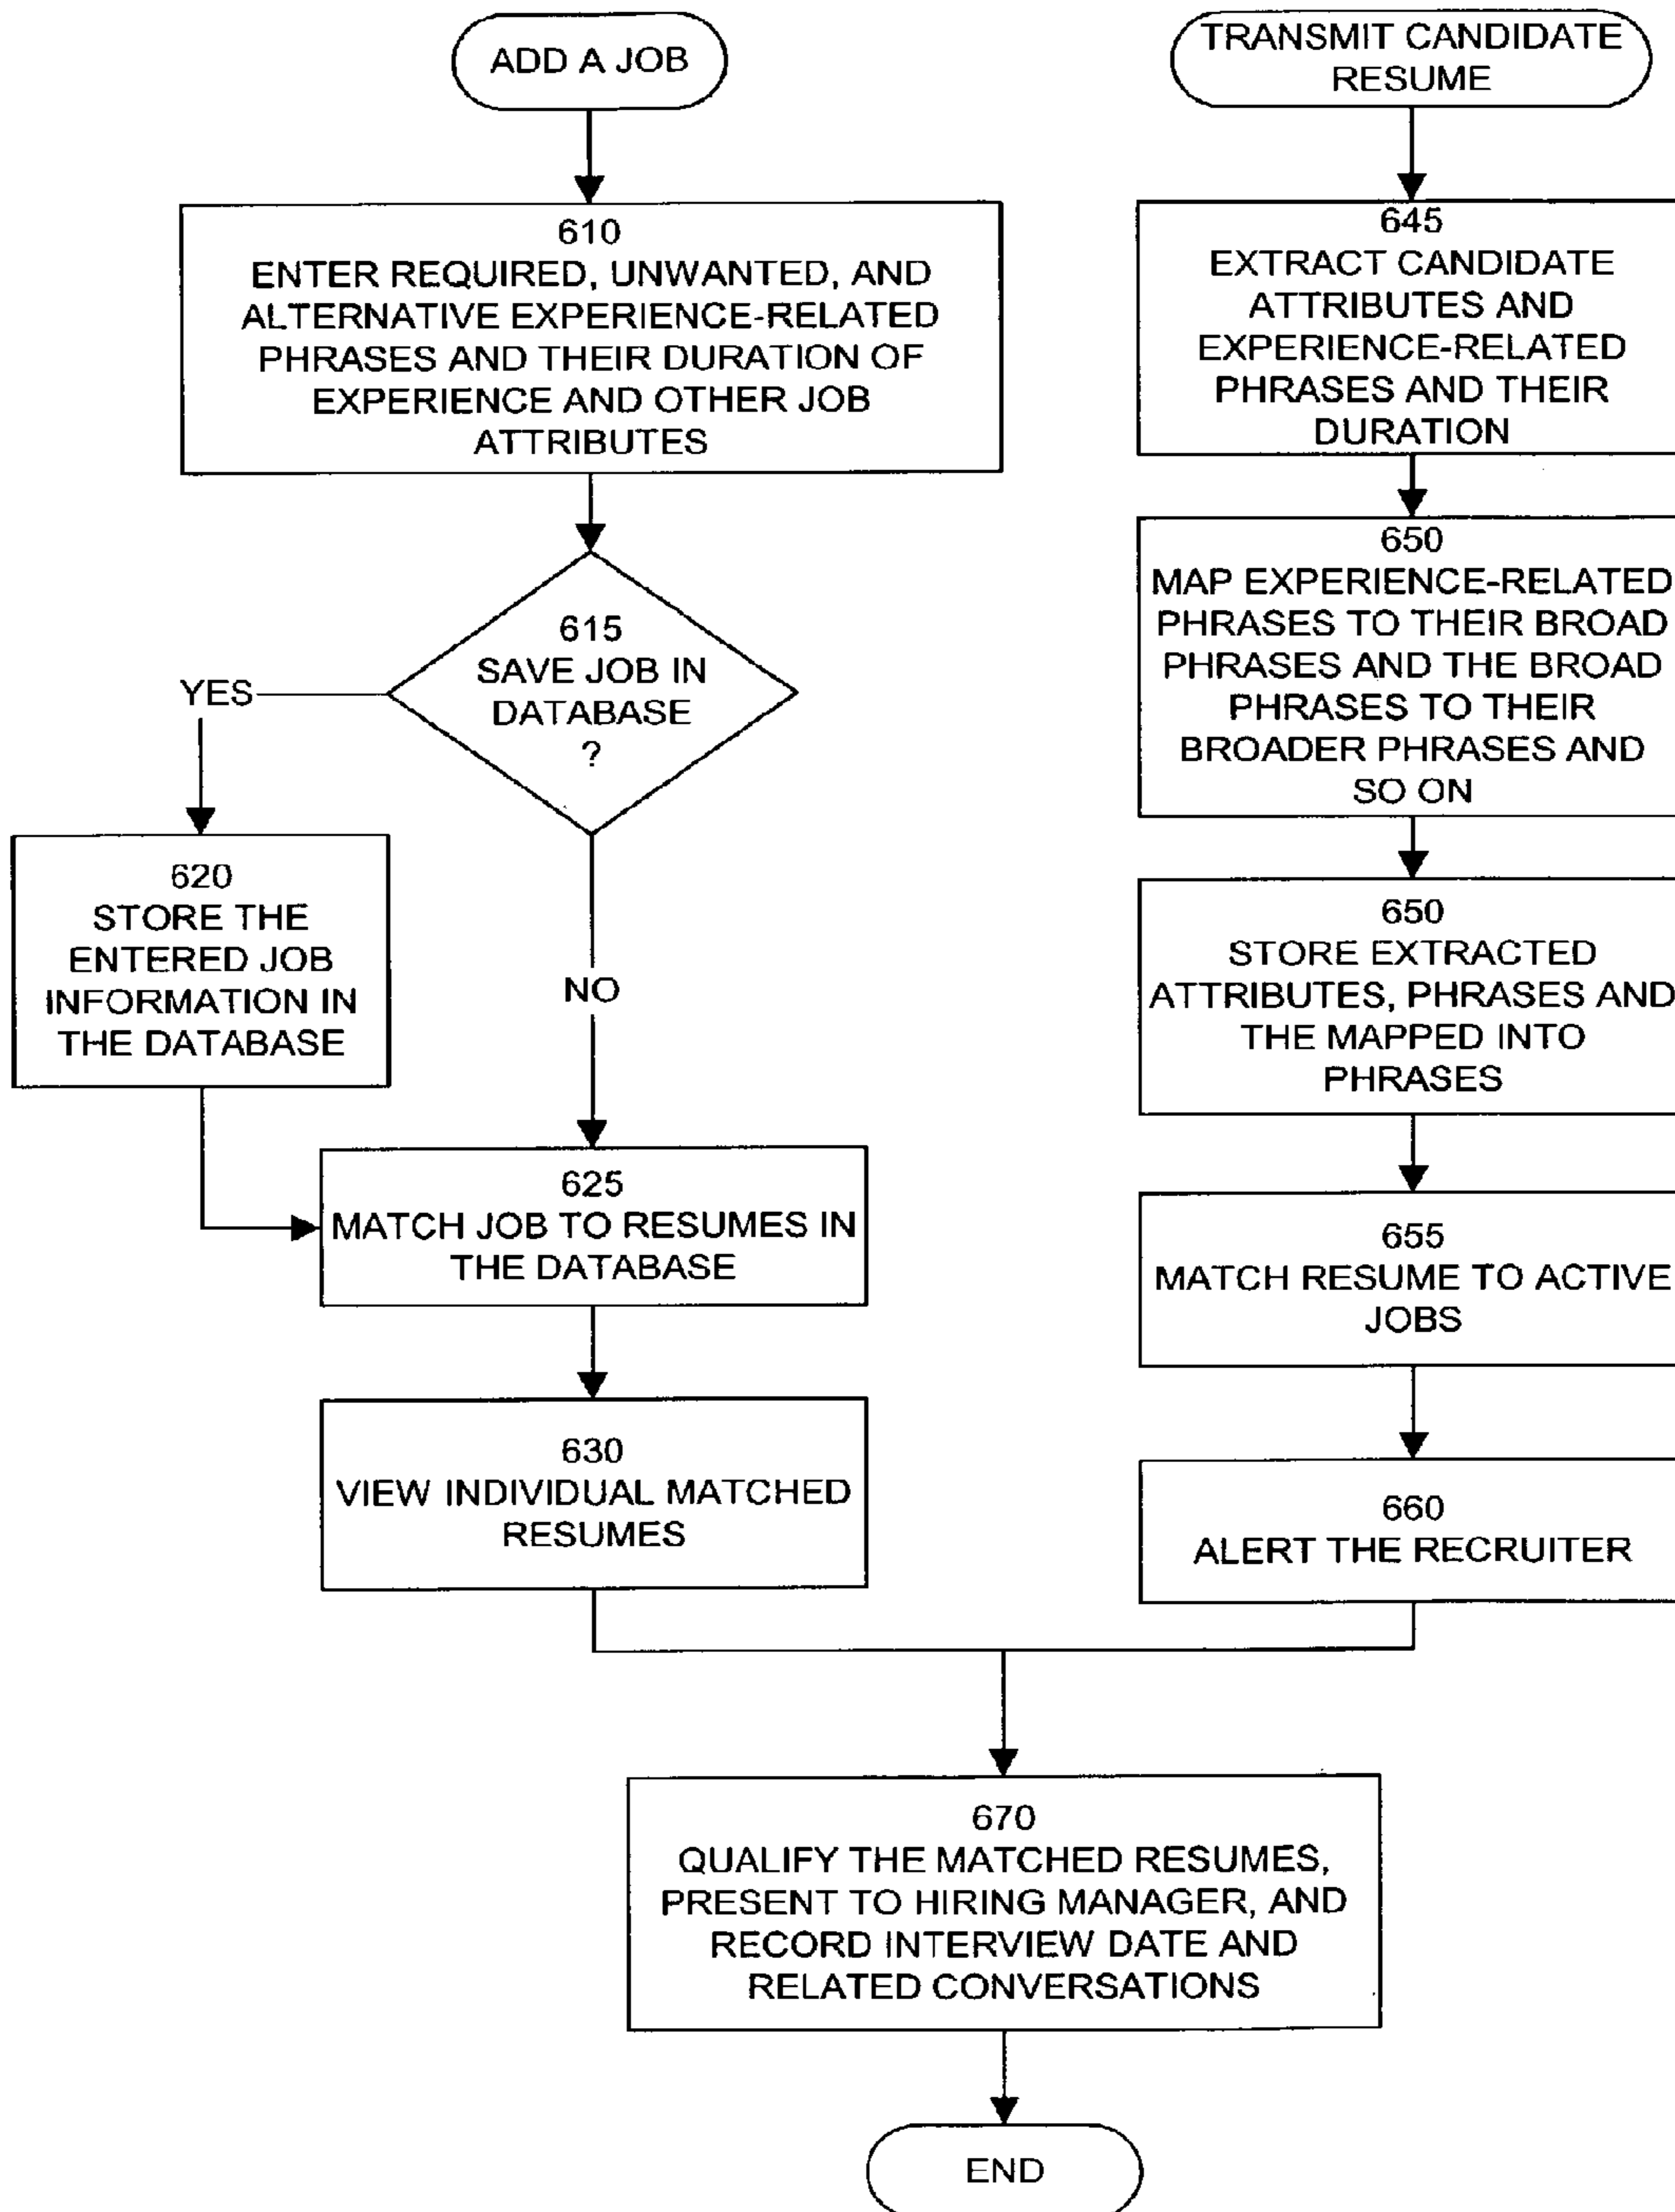 ADD A JOB
610
ENTER REQUIRED, UNWANTED, AND
ALTERNATIVE EXPERIENCE-RELATED
PHRASES AND THEIR DURATION OF
EXPERIENCE AND OTHER JOB
ATTRIBUTES
615
SAVE JOB IN
DATABASE
?
YES
620
STORE THE
ENTERED JOB
INFORMATION IN
THE DATABASE
NO
625
MATCH JOB TO RESUMES IN
THE DATABASE
630
VIEW INDIVIDUAL MATCHED
RESUMES
TRANSMIT CANDIDATE
RESUME
645
EXTRACT CANDIDATE
ATTRIBUTES AND
EXPERIENCE-RELATED
PHRASES AND THEIR
DURATION
650
MAP EXPERIENCE-RELATED
PHRASES TO THEIR BROAD
PHRASES AND THE BROAD
PHRASES TO THEIR
BROADER PHRASES AND
SO ON
650
STORE EXTRACTED
ATTRIBUTES, PHRASES AND
THE MAPPED INTO
PHRASES
655
MATCH RESUME TO ACTIVE
JOBS
660
ALERT THE RECRUITER
670
QUALIFY THE MATCHED RESUMES,
PRESENT TO HIRING MANAGER, AND
RECORD INTERVIEW DATE AND
RELATED CONVERSATIONS
END